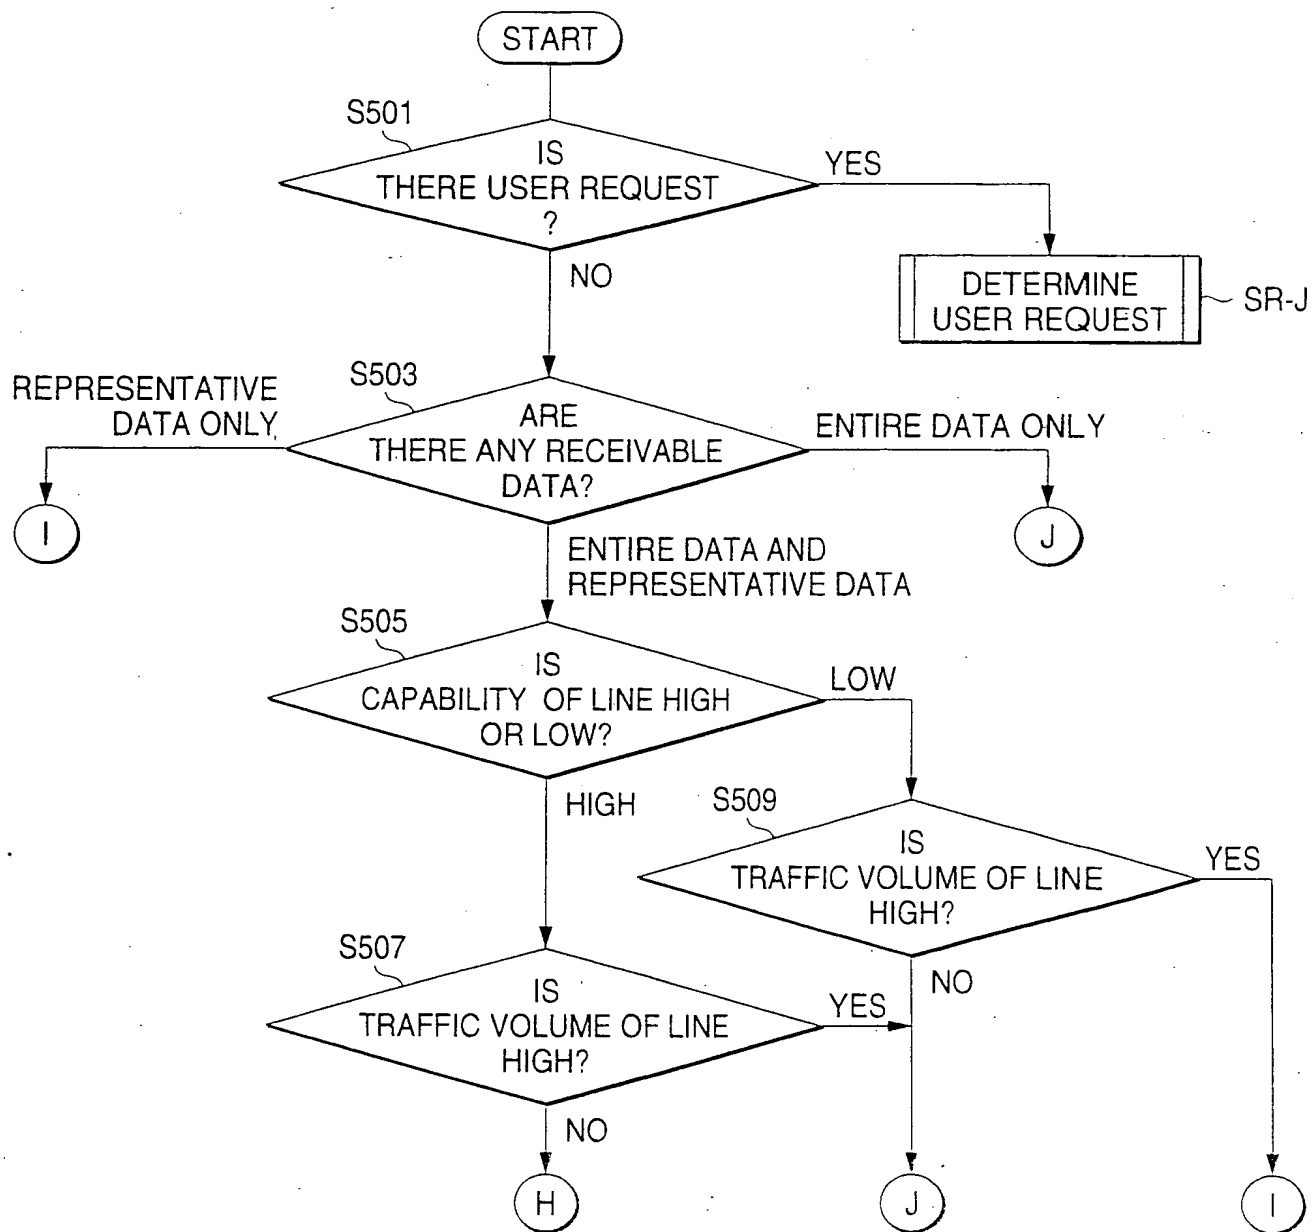 START
S501
IS
THERE USER REQUEST
?
YES
NO
DETERMINE
USER REQUEST
SR-J
REPRESENTATIVE
DATA ONLY
S503
ARE
THERE ANY RECEIVABLE
DATA?
ENTIRE DATA ONLY
I
J
ENTIRE DATA AND
REPRESENTATIVE DATA
S505
IS
CAPABILITY OF LINE HIGH
OR LOW?
LOW
HIGH
S509
IS
TRAFFIC VOLUME OF LINE
HIGH?
YES
NO
S507
IS
TRAFFIC VOLUME OF LINE
HIGH?
YES
NO
H
J
I